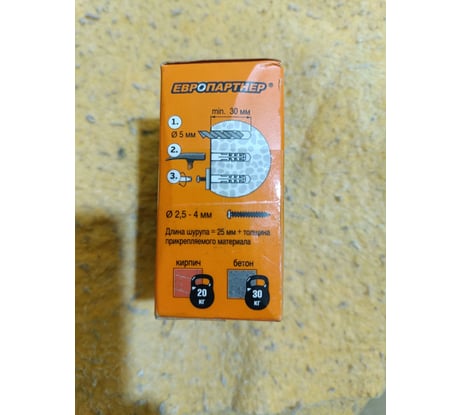 ЕВРОПАРТНЕР®
min. 30 мм
1.
Ø 5 мм
2.
3.
Ø 2,5 - 4 мм
Длина шурупа = 25 мм + толщина
прикрепляемого материала
кирпич бетон
20 кг 30 кг